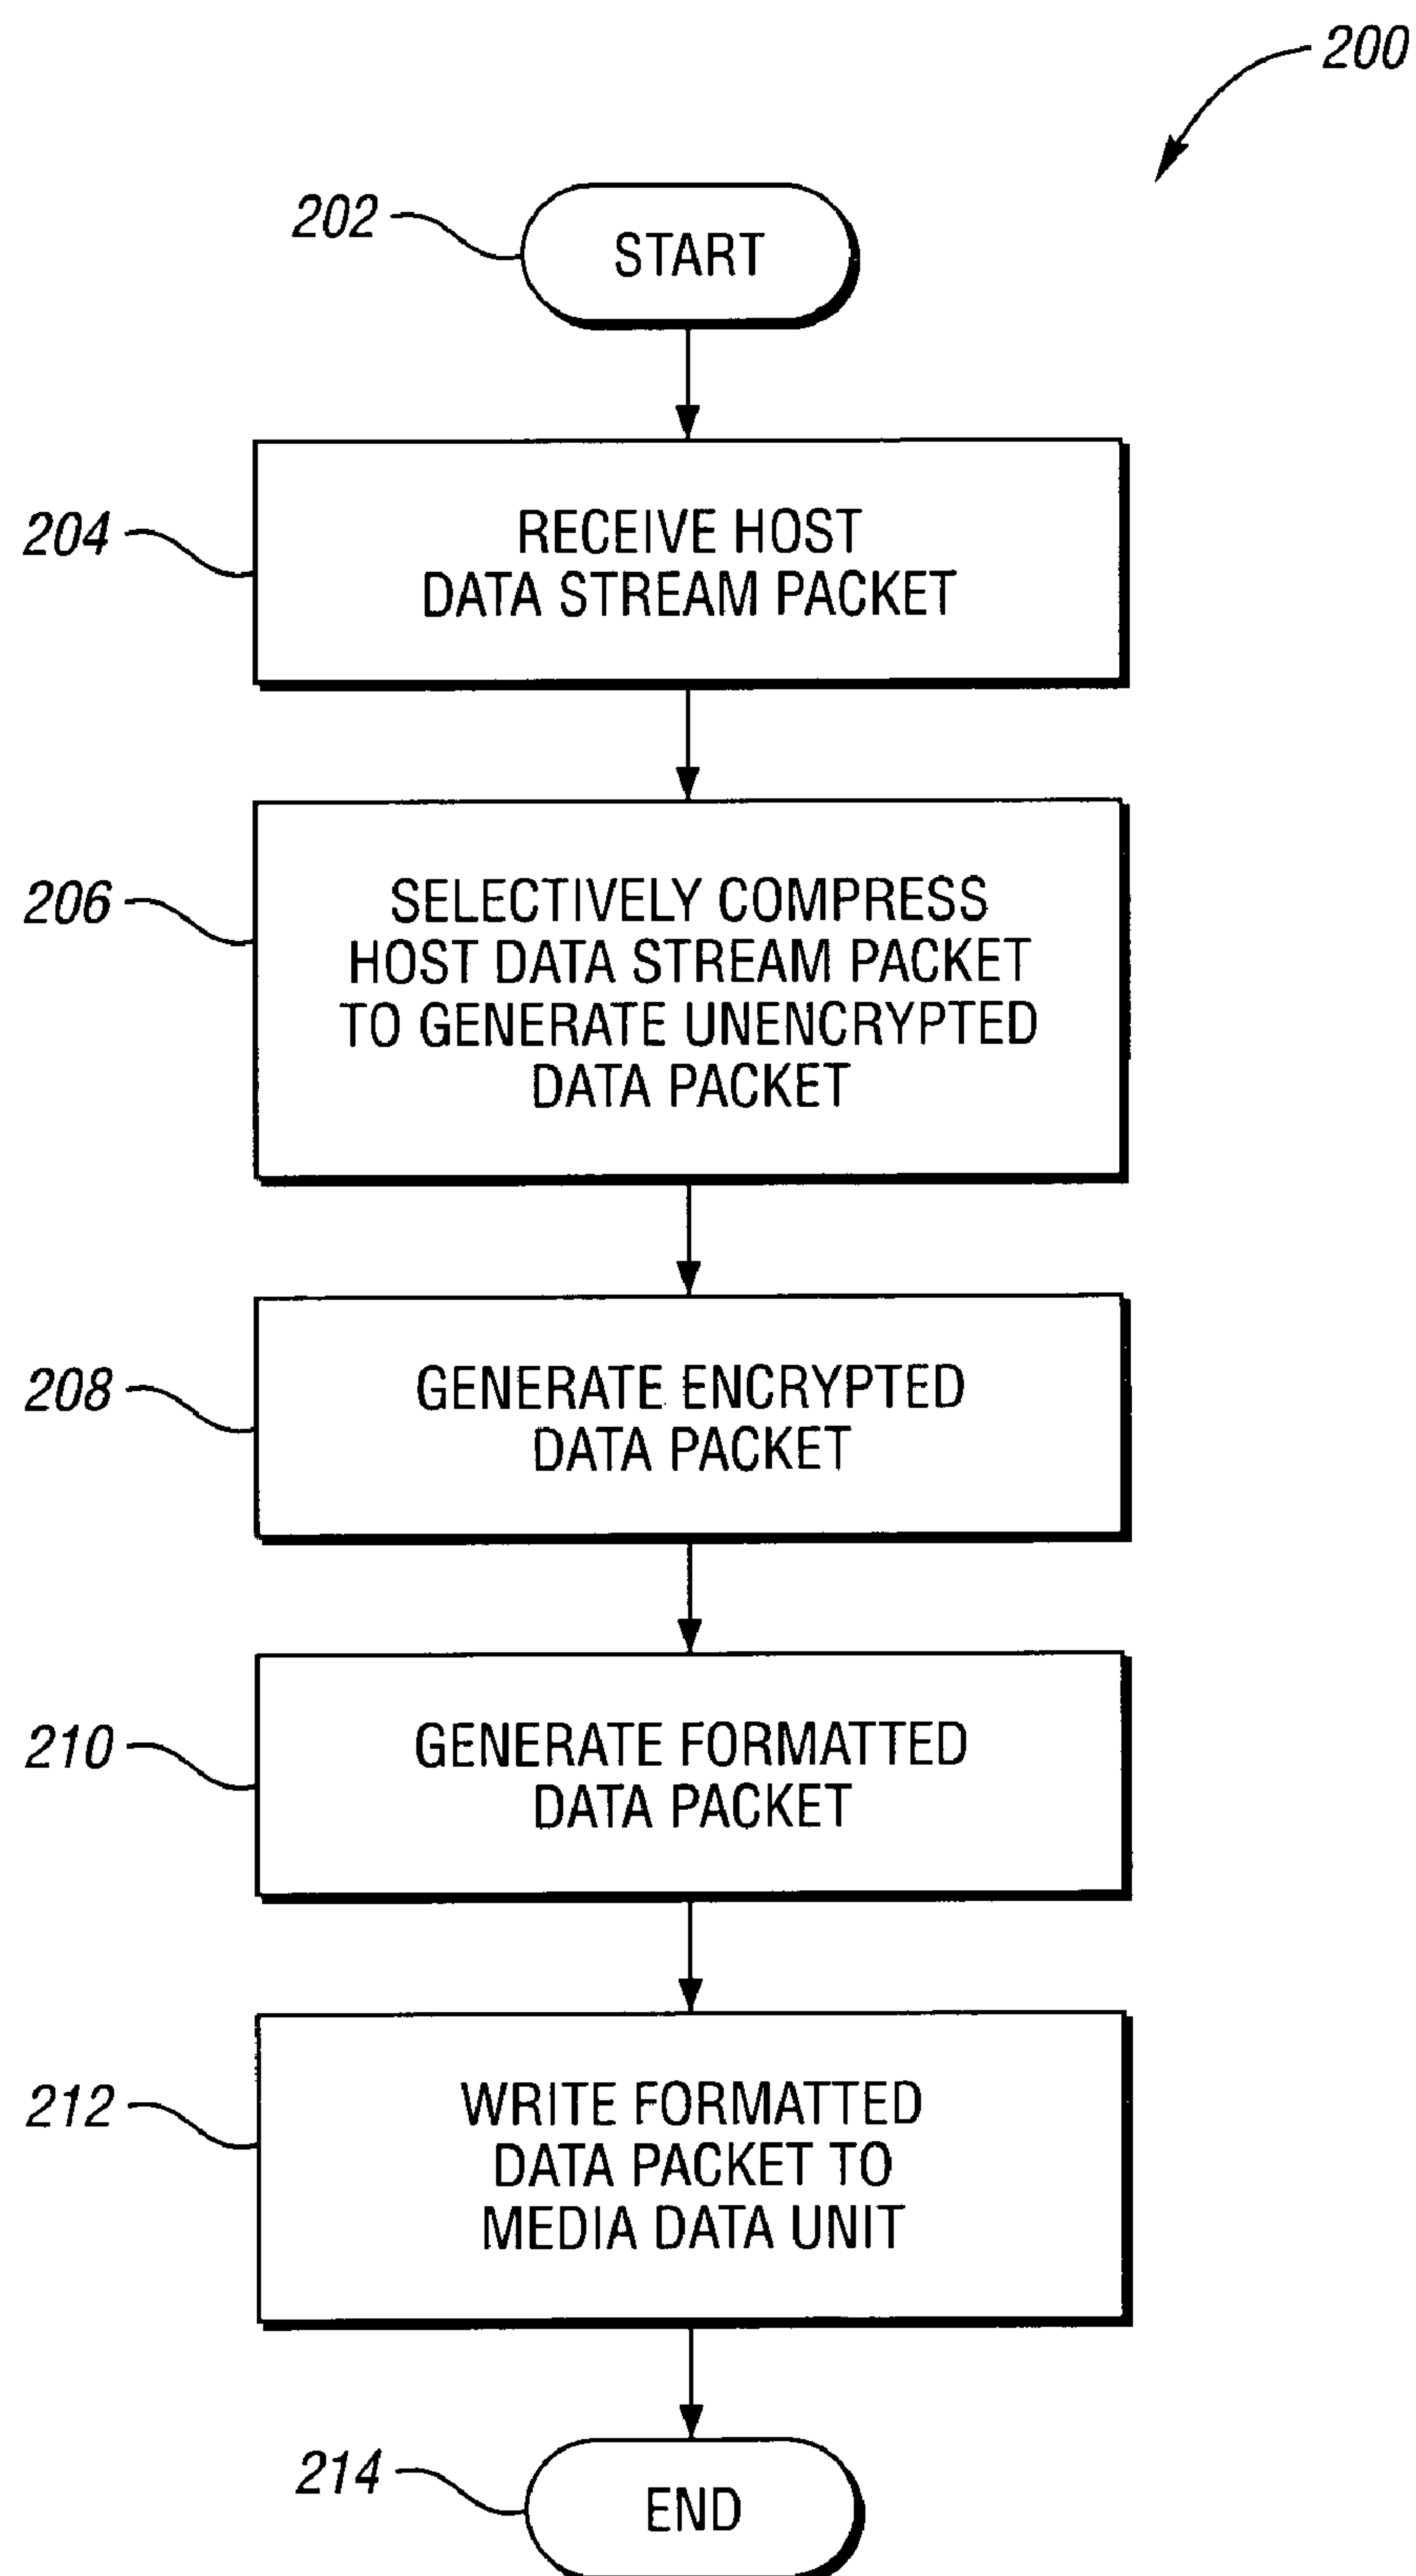 200
202
START
204
RECEIVE HOST
DATA STREAM PACKET
206
SELECTIVELY COMPRESS
HOST DATA STREAM PACKET
TO GENERATE UNENCRYPTED
DATA PACKET
208
GENERATE ENCRYPTED
DATA PACKET
210
GENERATE FORMATTED
DATA PACKET
212
WRITE FORMATTED
DATA PACKET TO
MEDIA DATA UNIT
214
END